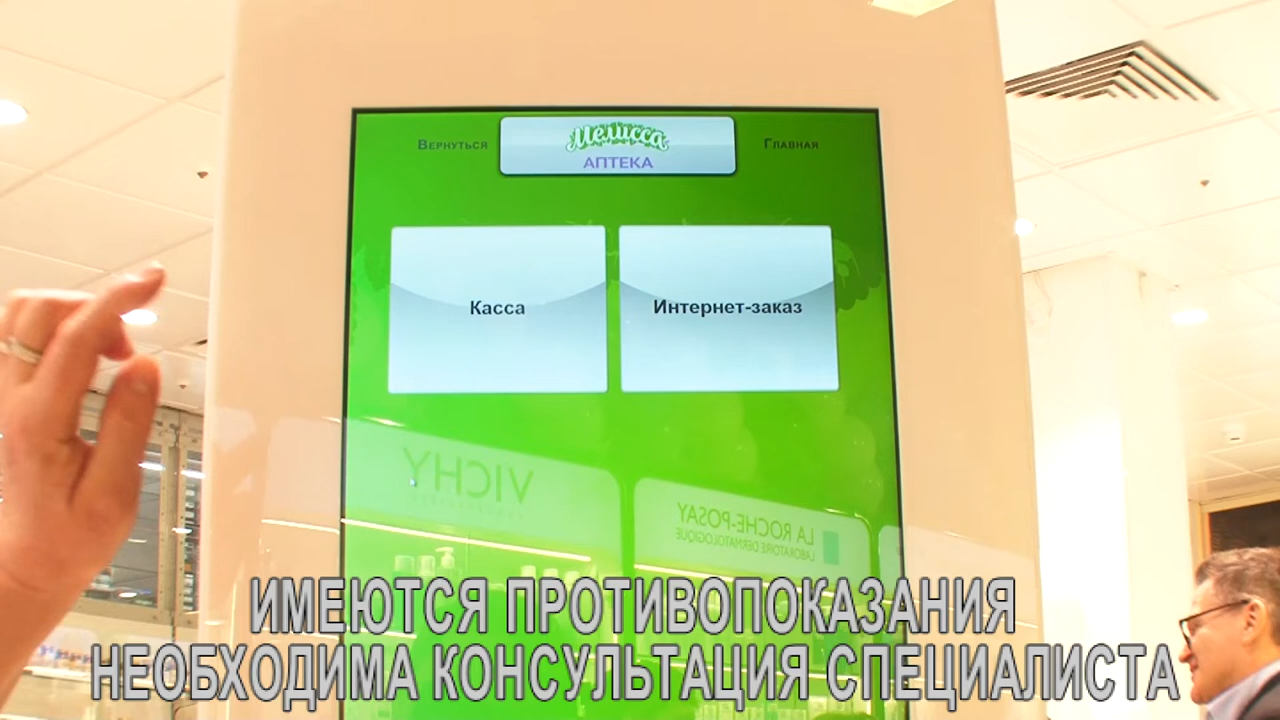 Вернуться
Мелисса
АПТЕКА
Главная
Касса
Интернет-заказ
VICHY
LA ROCHE-POSAY
LABORATOIRE DERMATOLOGIQUE
ИМЕЮТСЯ ПРОТИВОПОКАЗАНИЯ
НЕОБХОДИМА КОНСУЛЬТАЦИЯ СПЕЦИАЛИСТА